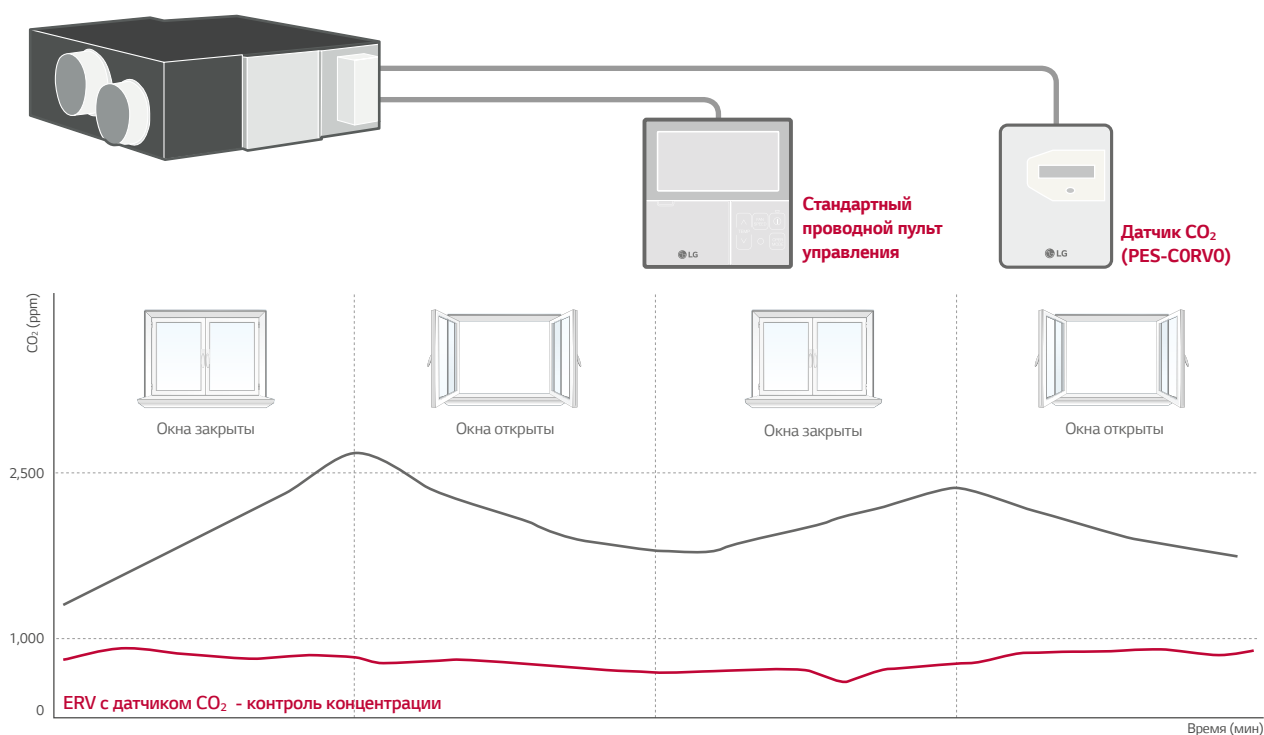 Стандартный
проводной пульт
управления
LG
Датчик CO₂
(PES-C0RV0)
LG
CO₂ (ppm)
Окна закрыты
Окна открыты
Окна закрыты
Окна открыты
2,500
1,000
0
ERV с датчиком CO₂ - контроль концентрации
Время (мин)